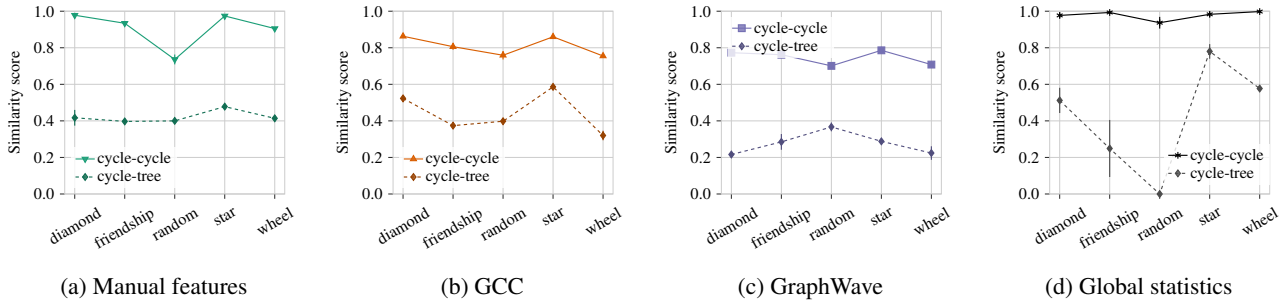 Similarity score
1.0
0.8
0.6
0.4
0.2
0.0
cycle-cycle
cycle-tree
diamond
friendship
random
star
wheel
(a) Manual features
Similarity score
1.0
0.8
0.6
0.4
0.2
0.0
cycle-cycle
cycle-tree
diamond
friendship
random
star
wheel
(b) GCC
Similarity score
1.0
0.8
0.6
0.4
0.2
0.0
cycle-cycle
cycle-tree
diamond
friendship
random
star
wheel
(c) GraphWave
Similarity score
1.0
0.8
0.6
0.4
0.2
0.0
cycle-cycle
cycle-tree
diamond
friendship
random
star
wheel
(d) Global statistics